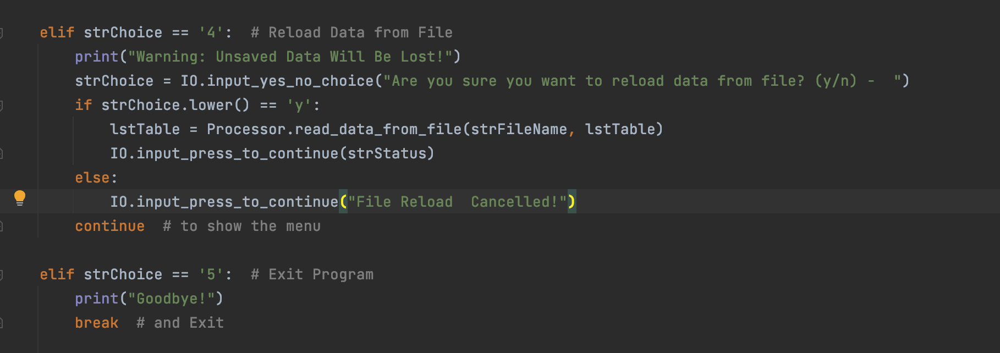 elif strChoice == '4':  # Reload Data from File
    print("Warning: Unsaved Data Will Be Lost!")
    strChoice = IO.input_yes_no_choice("Are you sure you want to reload data from file? (y/n) -  ")
    if strChoice.lower() == 'y':
        lstTable = Processor.read_data_from_file(strFileName, lstTable)
        IO.input_press_to_continue(strStatus)
    else:
        IO.input_press_to_continue("File Reload  Cancelled!")
    continue  # to show the menu

elif strChoice == '5':  # Exit Program
    print("Goodbye!")
    break  # and Exit